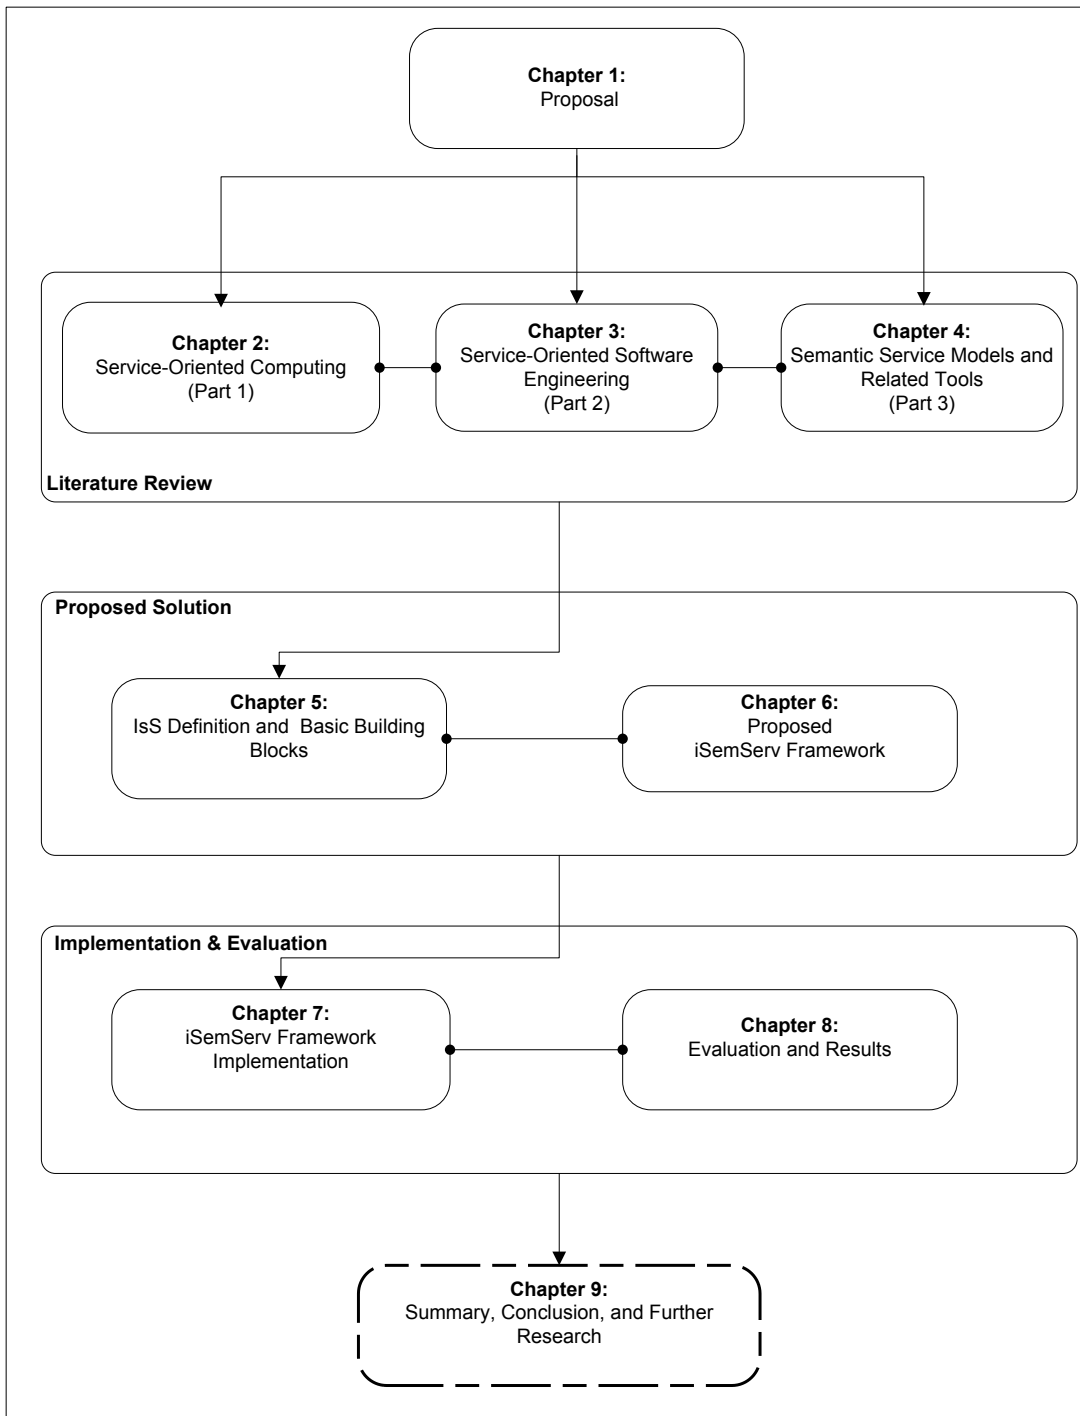 Chapter 1:
Proposal
Chapter 2:
Service-Oriented Computing
(Part 1)
Chapter 3:
Service-Oriented Software
Engineering
(Part 2)
Chapter 4:
Semantic Service Models and
Related Tools
(Part 3)
Literature Review
Proposed Solution
Chapter 5:
IsS Definition and Basic Building
Blocks
Chapter 6:
Proposed
iSemServ Framework
Implementation & Evaluation
Chapter 7:
iSemServ Framework
Implementation
Chapter 8:
Evaluation and Results
Chapter 9:
Summary, Conclusion, and Further
Research